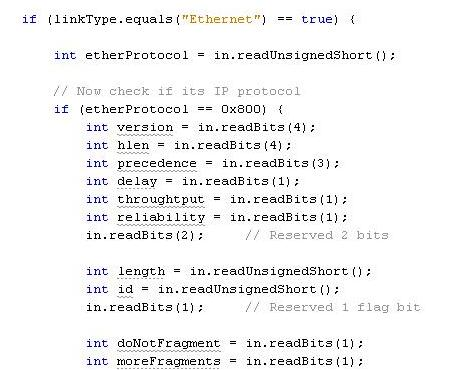 if (linkType.equals("Ethernet") == true) {
int etherProtocol = in.readUnsignedShort();
// Now check if its IP protocol
if (etherProtocol == 0x800) {
int version = in.readBits(4);
int hlen = in.readBits(4);
int precedence = in.readBits(3);
int delay = in.readBits(1);
int throughtput = in.readBits(1);
int reliability = in.readBits(1);
in.readBits(2);     // Reserved 2 bits
int length = in.readUnsignedShort();
int id = in.readUnsignedShort();
in.readBits(1);     // Reserved 1 flag bit
int doNotFragment = in.readBits(1);
int moreFragments = in.readBits(1);